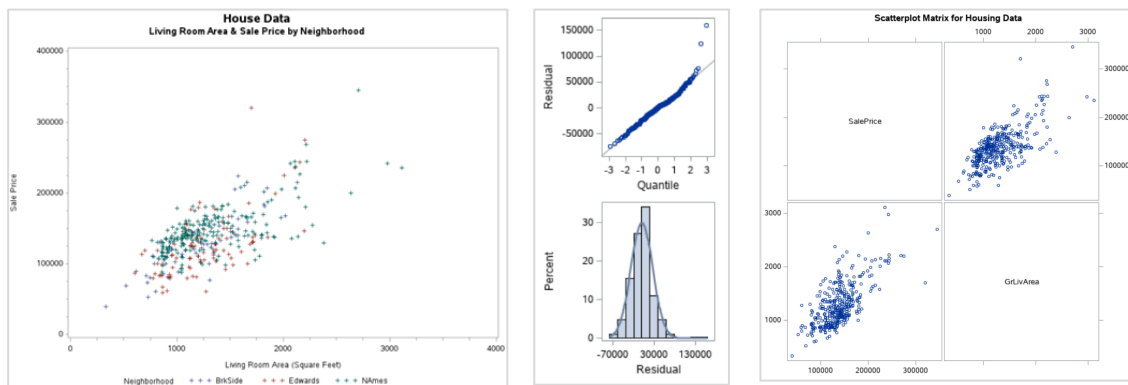 House Data
Living Room Area & Sale Price by Neighborhood
400000
300000
200000
100000
0
Sale Price
0 1000 2000 3000 4000
Living Room Area (Square Feet)
Neighborhood + + BrkSide + + Edwards + + NAmes
150000
100000
50000
0
-50000
Residual
-3 -2 -1 0 1 2 3
Quantile
30
20
10
0
Percent
-70000 30000 130000
Residual
Scatterplot Matrix for Housing Data
1000 2000 3000
SalePrice
300000
200000
100000
3000
2000
1000
GrLivArea
100000 200000 300000